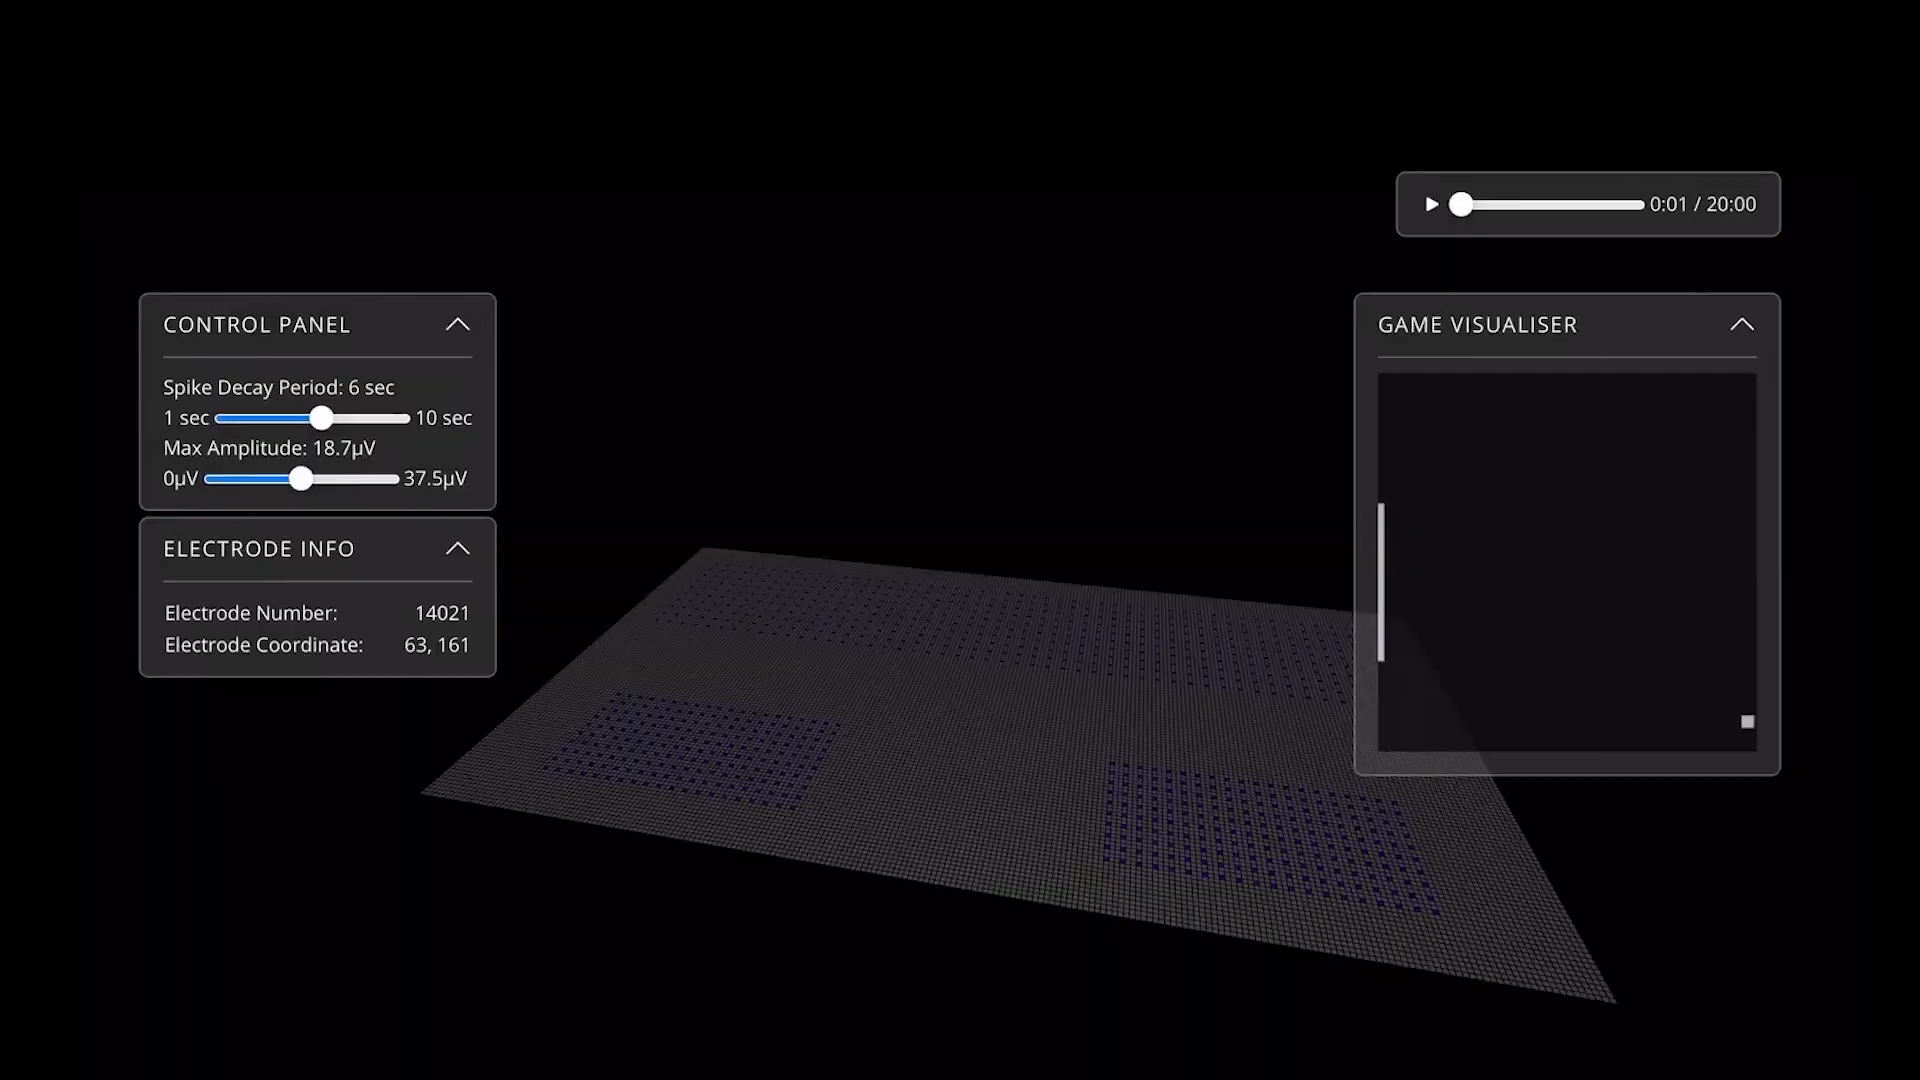 0:01 / 20:00
CONTROL PANEL
Spike Decay Period: 6 sec
1 sec 10 sec
Max Amplitude: 18.7µV
0µV 37.5µV
ELECTRODE INFO
Electrode Number: 14021
Electrode Coordinate: 63, 161
GAME VISUALISER